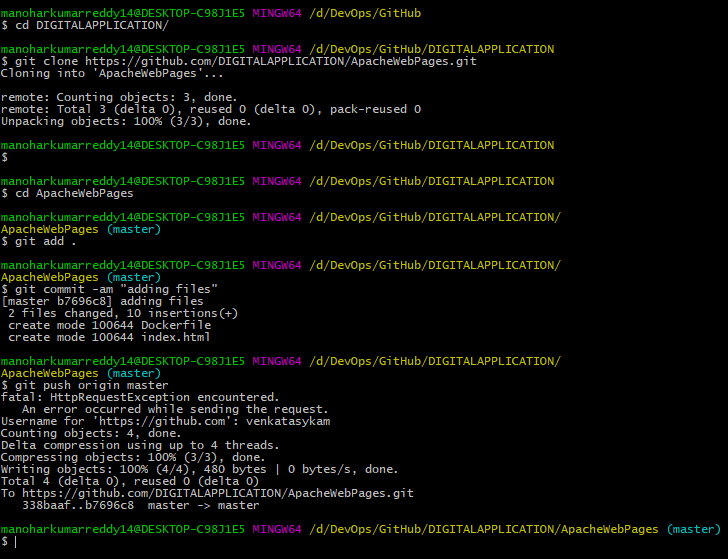 manoharkumarreddy14@DESKTOP-C98J1E5 MINGW64 /d/DevOps/GitHub
$ cd DIGITALAPPLICATION/
manoharkumarreddy14@DESKTOP-C98J1E5 MINGW64 /d/DevOps/GitHub/DIGITALAPPLICATION
$ git clone https://github.com/DIGITALAPPLICATION/ApacheWebPages.git
Cloning into 'ApacheWebPages'...
remote: Counting objects: 3, done.
remote: Total 3 (delta 0), reused 0 (delta 0), pack-reused 0
Unpacking objects: 100% (3/3), done.
manoharkumarreddy14@DESKTOP-C98J1E5 MINGW64 /d/DevOps/GitHub/DIGITALAPPLICATION
$
manoharkumarreddy14@DESKTOP-C98J1E5 MINGW64 /d/DevOps/GitHub/DIGITALAPPLICATION
$ cd ApacheWebPages
manoharkumarreddy14@DESKTOP-C98J1E5 MINGW64 /d/DevOps/GitHub/DIGITALAPPLICATION/
ApacheWebPages (master)
$ git add .
manoharkumarreddy14@DESKTOP-C98J1E5 MINGW64 /d/DevOps/GitHub/DIGITALAPPLICATION/
ApacheWebPages (master)
$ git commit -am "adding files"
[master b7696c8] adding files
 2 files changed, 10 insertions(+)
 create mode 100644 Dockerfile
 create mode 100644 index.html
manoharkumarreddy14@DESKTOP-C98J1E5 MINGW64 /d/DevOps/GitHub/DIGITALAPPLICATION/
ApacheWebPages (master)
$ git push origin master
fatal: HttpRequestException encountered.
   An error occurred while sending the request.
Username for 'https://github.com': venkatasykam
Counting objects: 4, done.
Delta compression using up to 4 threads.
Compressing objects: 100% (3/3), done.
Writing objects: 100% (4/4), 480 bytes | 0 bytes/s, done.
Total 4 (delta 0), reused 0 (delta 0)
To https://github.com/DIGITALAPPLICATION/ApacheWebPages.git
   338baaf..b7696c8  master -> master
manoharkumarreddy14@DESKTOP-C98J1E5 MINGW64 /d/DevOps/GitHub/DIGITALAPPLICATION/ApacheWebPages (master)
$